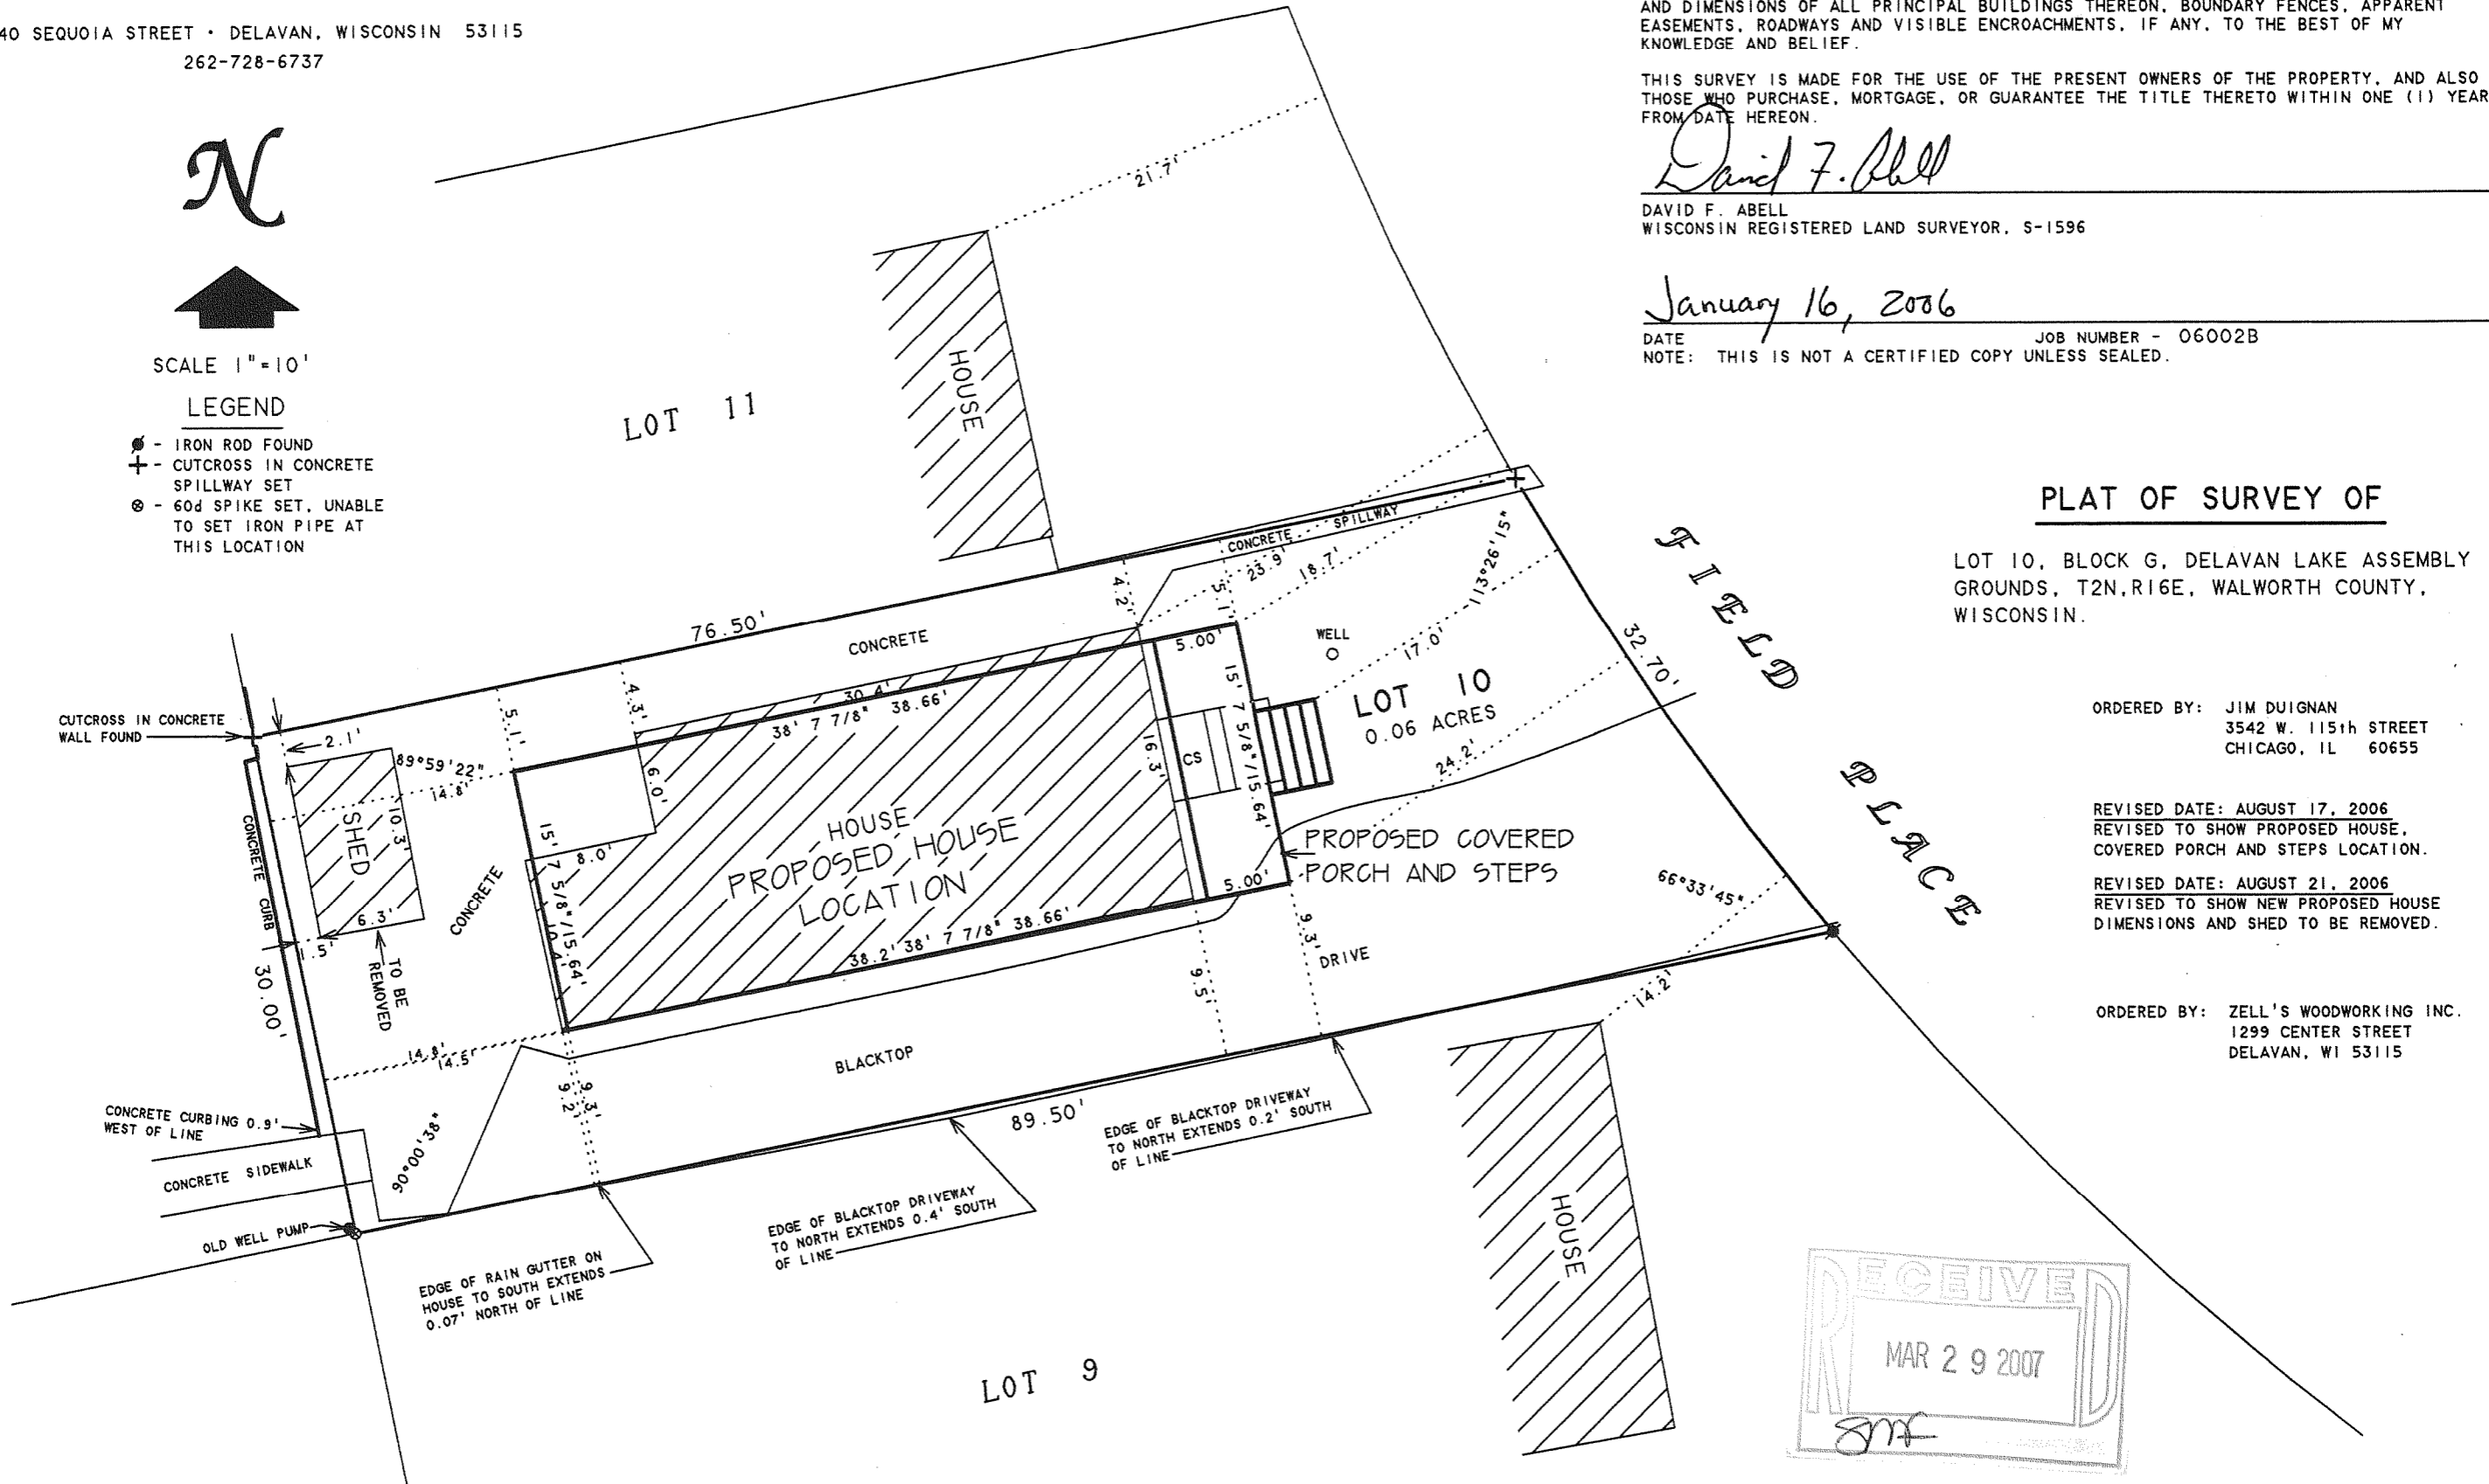 40 SEQUOIA STREET • DELAVAN, WISCONSIN 53115
262-728-6737
N
SCALE 1"=10'
LEGEND
- IRON ROD FOUND
- CUTCROSS IN CONCRETE
SPILLWAY SET
- 60d SPIKE SET, UNABLE
TO SET IRON PIPE AT
THIS LOCATION
AND DIMENSIONS OF ALL PRINCIPAL BUILDINGS THEREON, BOUNDARY FENCES, APPARENT
EASEMENTS, ROADWAYS AND VISIBLE ENCROACHMENTS, IF ANY, TO THE BEST OF MY
KNOWLEDGE AND BELIEF.
THIS SURVEY IS MADE FOR THE USE OF THE PRESENT OWNERS OF THE PROPERTY, AND ALSO
THOSE WHO PURCHASE, MORTGAGE, OR GUARANTEE THE TITLE THERETO WITHIN ONE (1) YEAR
FROM DATE HEREON.
David F. Abell
DAVID F. ABELL
WISCONSIN REGISTERED LAND SURVEYOR, S-1596
January 16, 2006
DATE JOB NUMBER - 06002B
NOTE: THIS IS NOT A CERTIFIED COPY UNLESS SEALED.
PLAT OF SURVEY OF
LOT 10, BLOCK G, DELAVAN LAKE ASSEMBLY
GROUNDS, T2N,R16E, WALWORTH COUNTY,
WISCONSIN.
ORDERED BY: JIM DUIGNAN
3542 W. 115th STREET
CHICAGO, IL 60655
REVISED DATE: AUGUST 17, 2006
REVISED TO SHOW PROPOSED HOUSE,
COVERED PORCH AND STEPS LOCATION.
REVISED DATE: AUGUST 21, 2006
REVISED TO SHOW NEW PROPOSED HOUSE
DIMENSIONS AND SHED TO BE REMOVED.
ORDERED BY: ZELL'S WOODWORKING INC.
1299 CENTER STREET
DELAVAN, WI 53115
21.7'
HOUSE
LOT 11
CONCRETE SPILLWAY
23.9'
18.7'
113°26'15"
4.2'
5.1'
76.50'
CONCRETE
5.00'
WELL
17.0'
LOT 10
0.06 ACRES
24.2'
32.70'
FIELD PLACE
CUTCROSS IN CONCRETE
WALL FOUND
2.1'
89°59'22"
14.8'
5.1'
4.3'
30.4'
38' 7 7/8" 38.66'
6.0'
8.0'
15' 7 5/8"/15.64'
16.3'
CS
15' 7 5/8"/15.64'
SHED
10.3'
6.3'
1.5'
CONCRETE CURB
30.00'
CONCRETE
TO BE
REMOVED
HOUSE
PROPOSED HOUSE
LOCATION
38.2' 38' 7 7/8" 38.66'
5.00'
PROPOSED COVERED
PORCH AND STEPS
66°33'45"
9.3'
DRIVE
9.5'
14.2'
14.8'
14.5'
9.2'
9.3'
BLACKTOP
89.50'
CONCRETE CURBING 0.9'
WEST OF LINE
CONCRETE SIDEWALK
90°00'38"
OLD WELL PUMP
EDGE OF RAIN GUTTER ON
HOUSE TO SOUTH EXTENDS
0.07' NORTH OF LINE
EDGE OF BLACKTOP DRIVEWAY
TO NORTH EXTENDS 0.4' SOUTH
OF LINE
EDGE OF BLACKTOP DRIVEWAY
TO NORTH EXTENDS 0.2' SOUTH
OF LINE
HOUSE
LOT 9
RECEIVED
MAR 29 2007